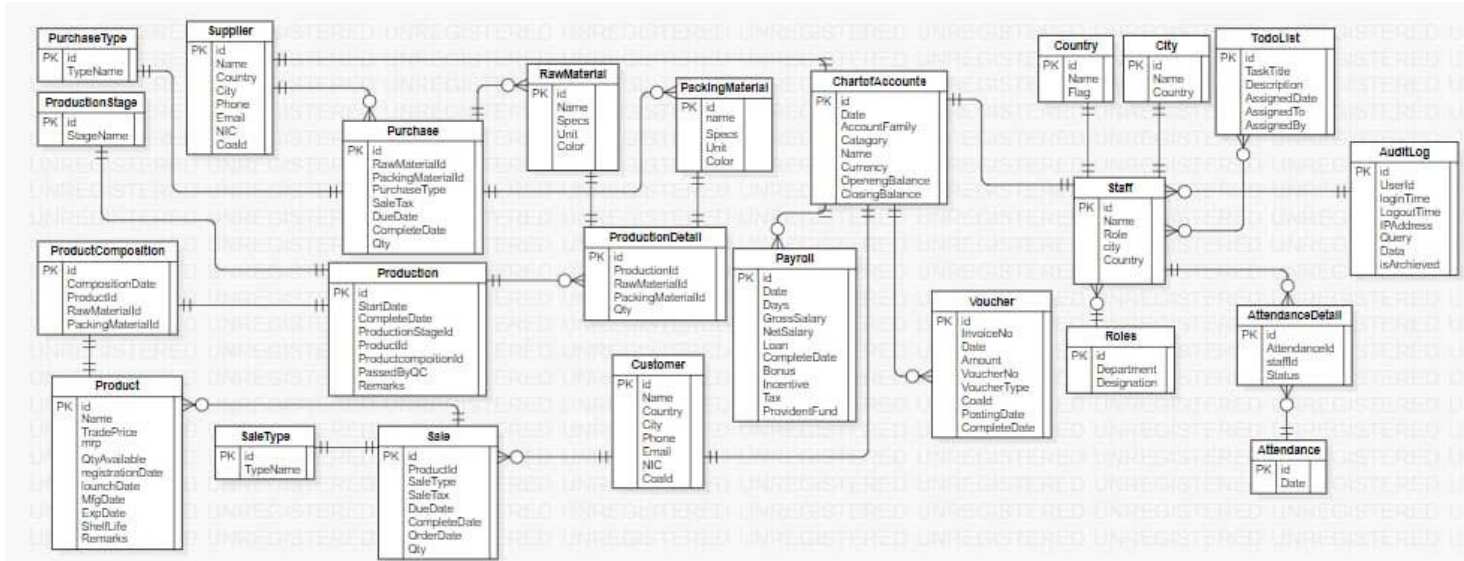 PurchaseType
PK id
TypeName
ProductionStage
PK id
StageName
Supplier
PK id
Name
Country
City
Phone
Email
NIC
CoaId
Purchase
PK id
RawMaterialId
PackingMaterialId
PurchaseType
SaleTax
DueDate
CompleteDate
Qty
RawMaterial
PK id
Name
Specs
Unit
Color
PackingMaterial
PK id
name
Specs
Unit
Color
ChartofAccounte
PK id
Date
AccountFamily
Catagory
Name
Currency
OpenengBalance
ClosingBalance
Country
PK id
Name
Flag
City
PK id
Name
Country
TodoList
PK id
TaskTitle
Description
AssignedDate
AssignedTo
AssignedBy
AuditLog
PK id
UserId
loginTime
LogoutTime
IPAddress
Query
Data
isArchieved
Staff
PK id
Name
Role
city
Country
ProductComposition
PK id
CompositionDate
ProductId
RawMaterialId
PackingMaterialId
Production
PK id
StartDate
CompleteDate
ProductionStageId
ProductId
ProductcompoitionId
PassedByQC
Remarks
ProductionDetail
PK id
ProductionId
RawMaterialId
PackingMaterialId
Qty
Payroll
PK id
Date
Days
GrossSalary
NetSalary
Loan
CompleteDate
Bonus
Incentive
Tax
ProvidentFund
Voucher
PK id
InvoiceNo
Date
Amount
VoucherNo
VoucherType
CoaId
PostingDate
CompleteDate
Roles
PK id
Department
Designation
AttendanceDetail
PK id
AttendanceId
staffId
Status
Attendance
PK id
Date
Product
PK id
Name
TradePrice
mrp
QtyAvailable
registrationDate
lounchDate
MfgDate
ExpDate
ShelfLife
Remarks
SaleType
PK id
TypeName
Sale
PK id
ProductId
SaleType
SaleTax
DueDate
CompleteDate
OrderDate
Qty
Customer
PK id
Name
Country
City
Phone
Email
NIC
CoaId
UNREGISTERED